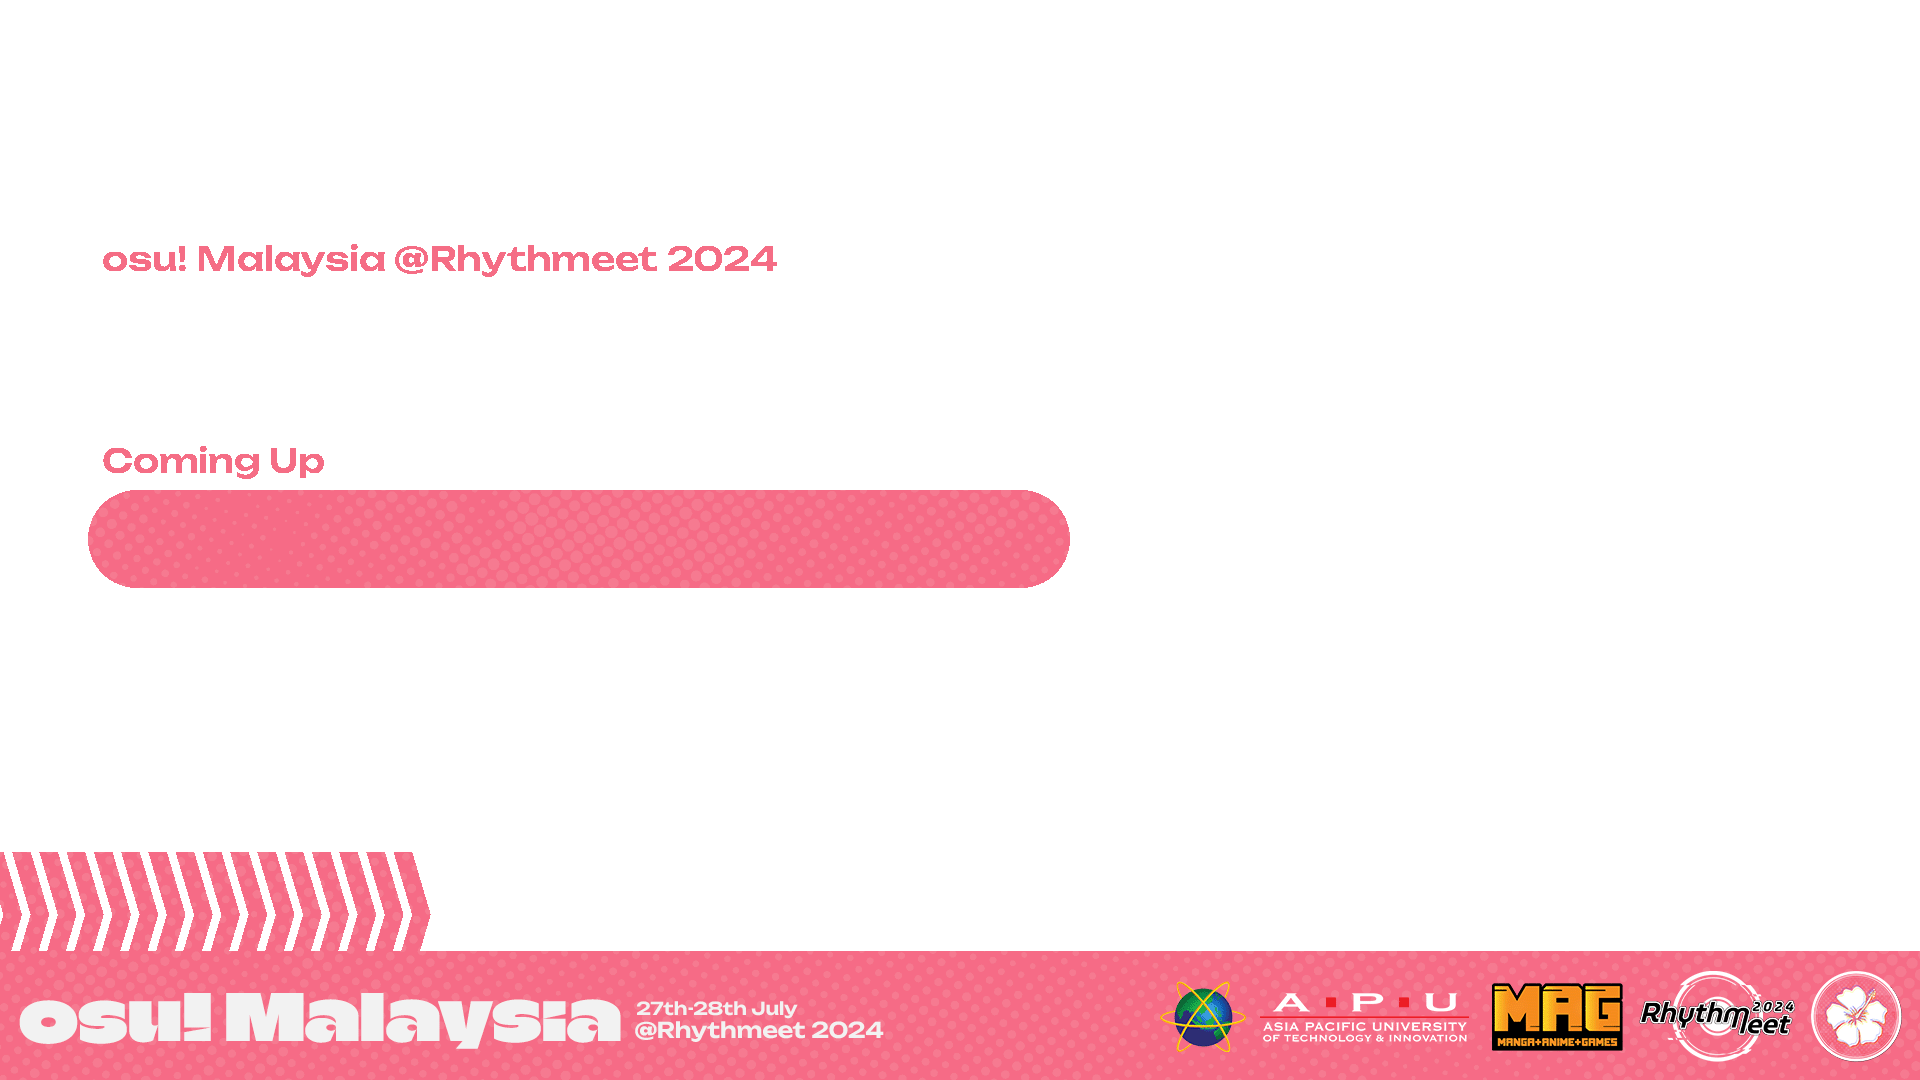 osu! Malaysia @Rhythmeet 2024
Coming Up
osu! Malaysia
27th-28th July
@Rhythmeet 2024
A.P.U
ASIA PACIFIC UNIVERSITY
OF TECHNOLOGY & INNOVATION
MAG
MANGA+ANIME+GAMES
Rhythmeet 2024